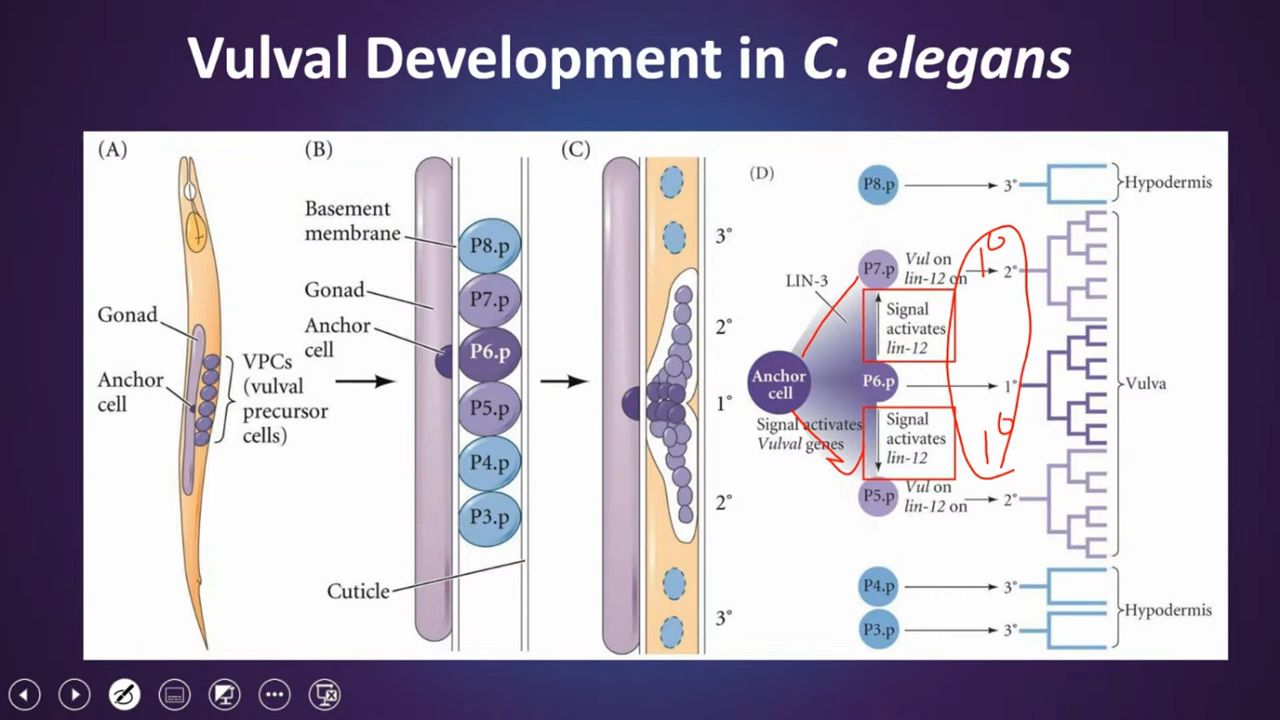 Vulval Development in C. elegans
(A)
Gonad
Anchor
cell
VPCs
(vulval
precursor
cells)
(B)
Basement
membrane
Gonad
Anchor
cell
P8.p
P7.p
P6.p
P5.p
P4.p
P3.p
Cuticle
(C)
3°
2°
1°
2°
3°
(D)
P8.p
3°
Hypodermis
P7.p
Vul on
lin-12 on
2°
1°
LIN-3
Signal
activates
lin-12
Anchor
cell
P6.p
1°
Vulva
Signal activates
Vulval genes
Signal
activates
lin-12
1°
P5.p
Vul on
lin-12 on
2°
P4.p
3°
Hypodermis
P3.p
3°